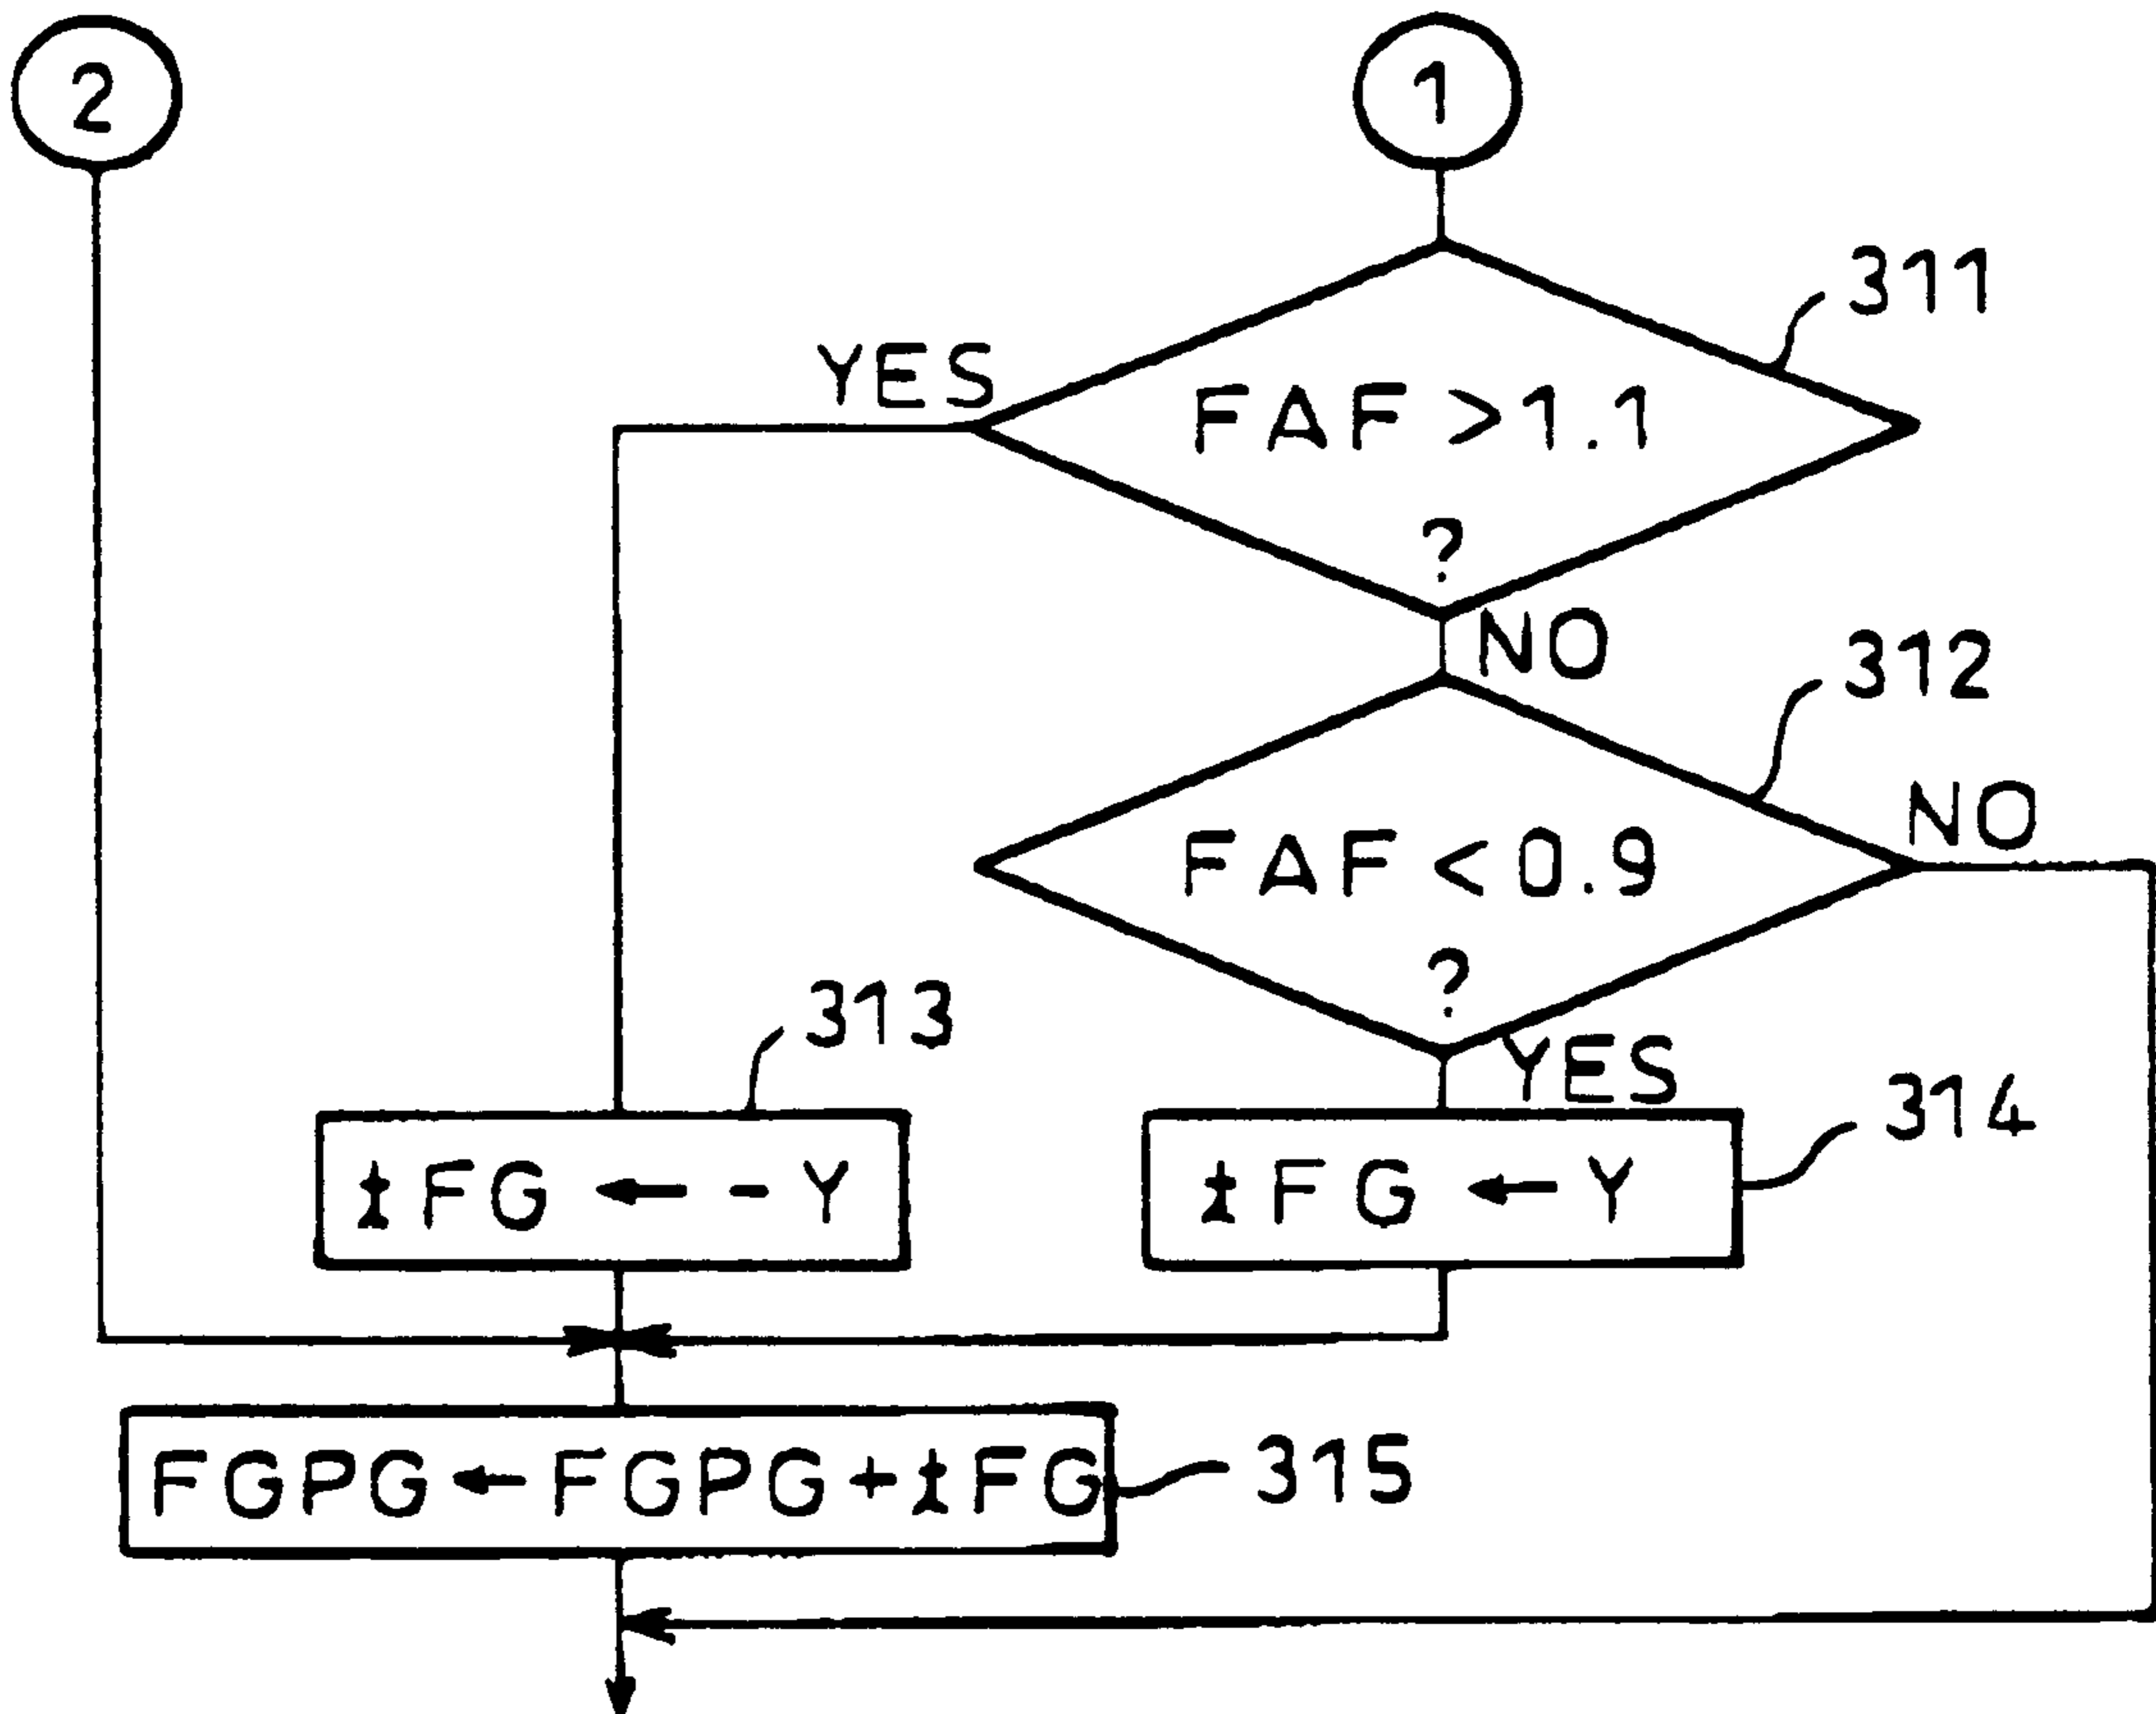 2
1
311
YES
FAF>1.1
?
NO
312
NO
FAF<0.9
?
313
YES
314
tFG ← -Y
tFG ← Y
FGPG←FGPG+tFG
315